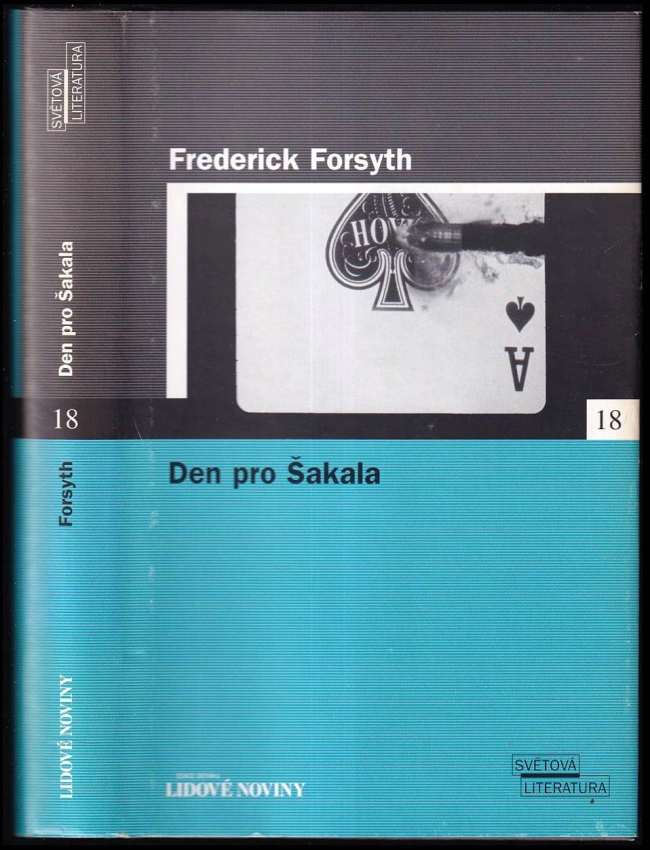 SVĚTOVÁ
LITERATURA
Den pro Šakala
18
Forsyth
LIDOVÉ NOVINY
Frederick Forsyth
HOY
A
18
Den pro Šakala
LIDOVÉ NOVINY
SVĚTOVÁ
LITERATURA